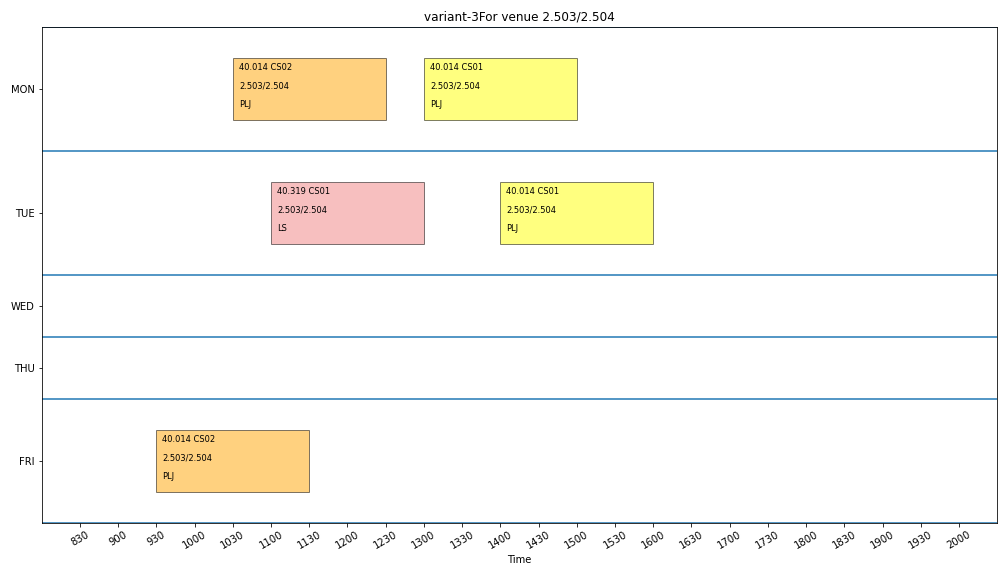 variant-3For venue 2.503/2.504
MON
40.014 CS02
2.503/2.504
PLJ
40.014 CS01
2.503/2.504
PLJ
TUE
40.319 CS01
2.503/2.504
LS
40.014 CS01
2.503/2.504
PLJ
WED
THU
FRI
40.014 CS02
2.503/2.504
PLJ
830 900 930 1000 1030 1100 1130 1200 1230 1300 1330 1400 1430 1500 1530 1600 1630 1700 1730 1800 1830 1900 1930 2000
Time